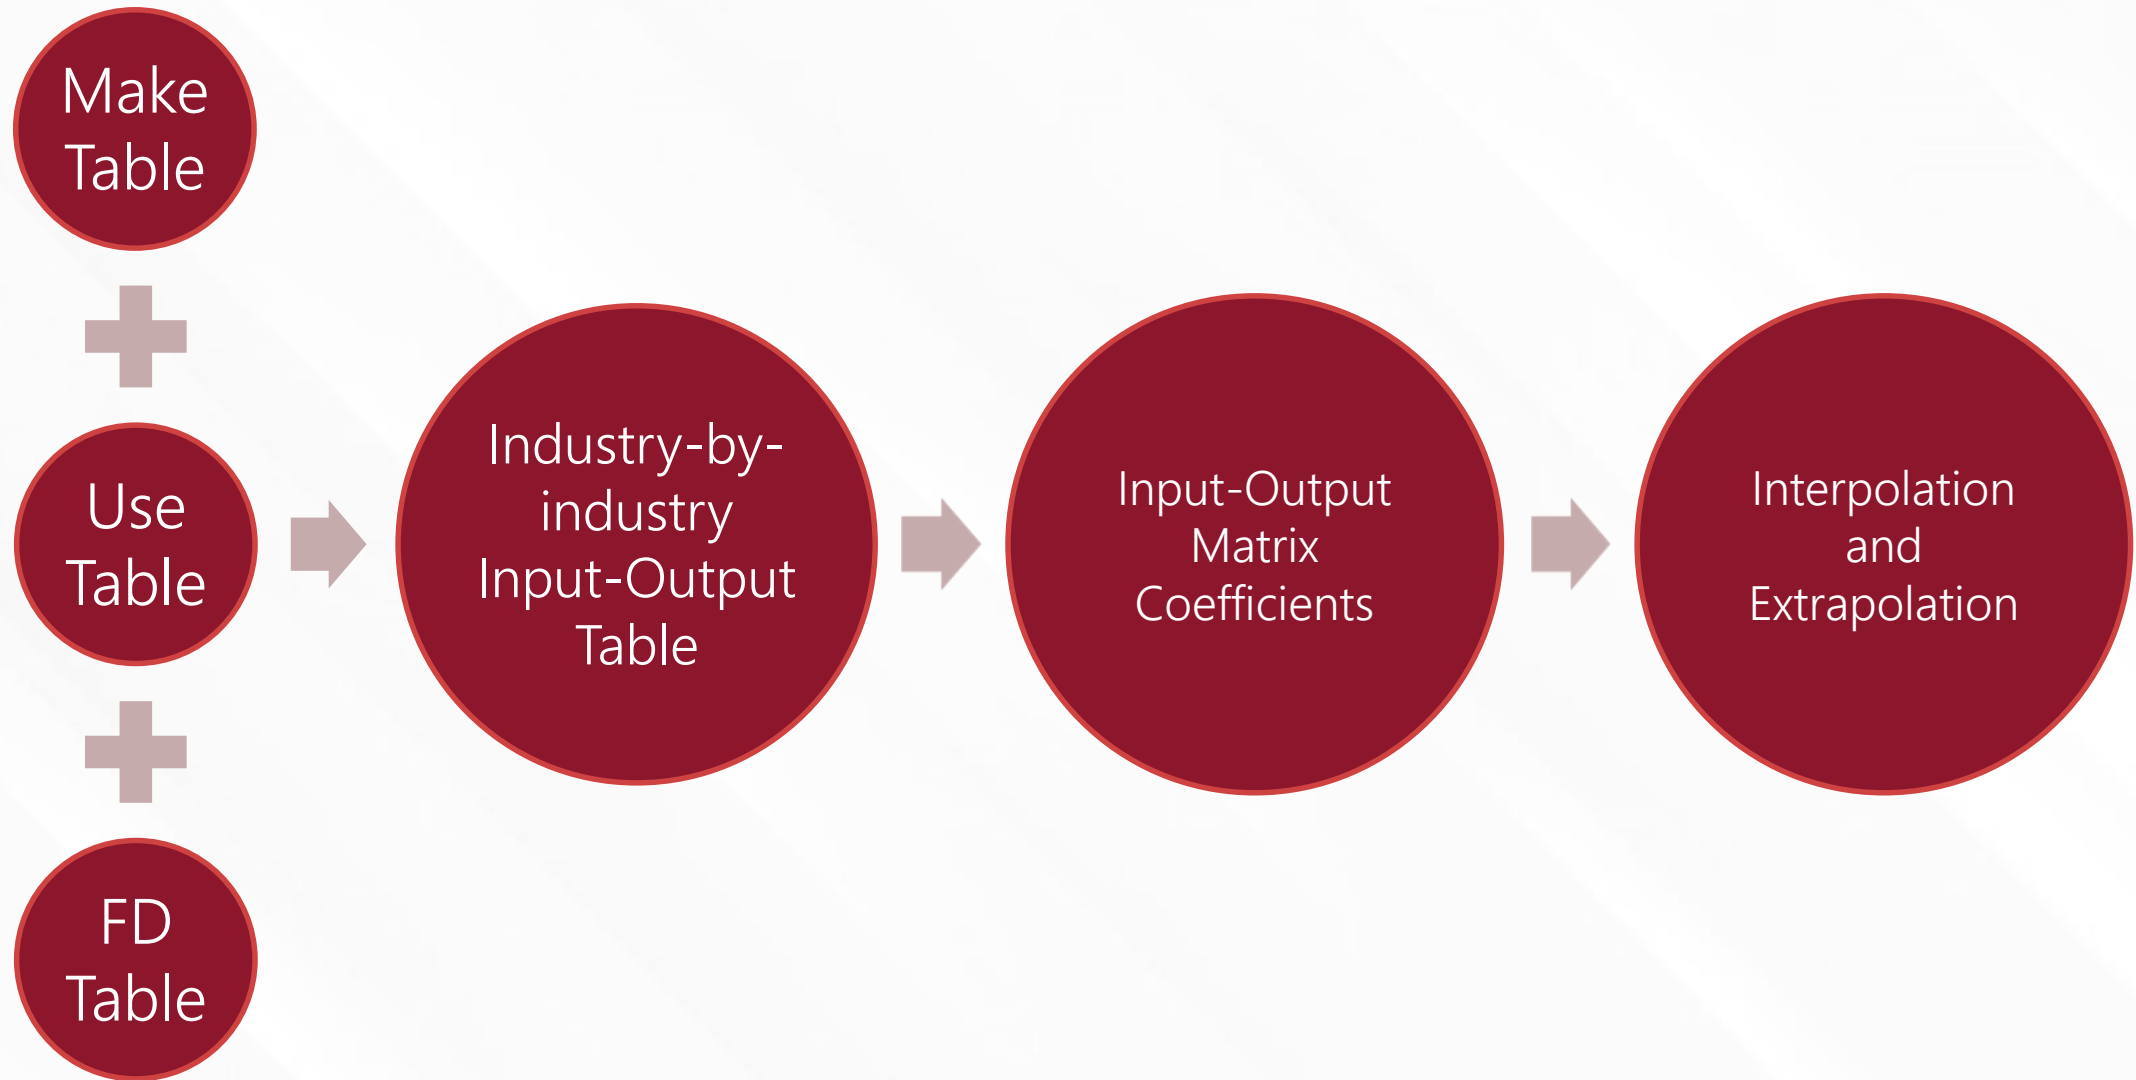 Make
Table
Use
Table
FD
Table
Industry-by-
industry
Input-Output
Table
Input-Output
Matrix
Coefficients
Interpolation
and
Extrapolation